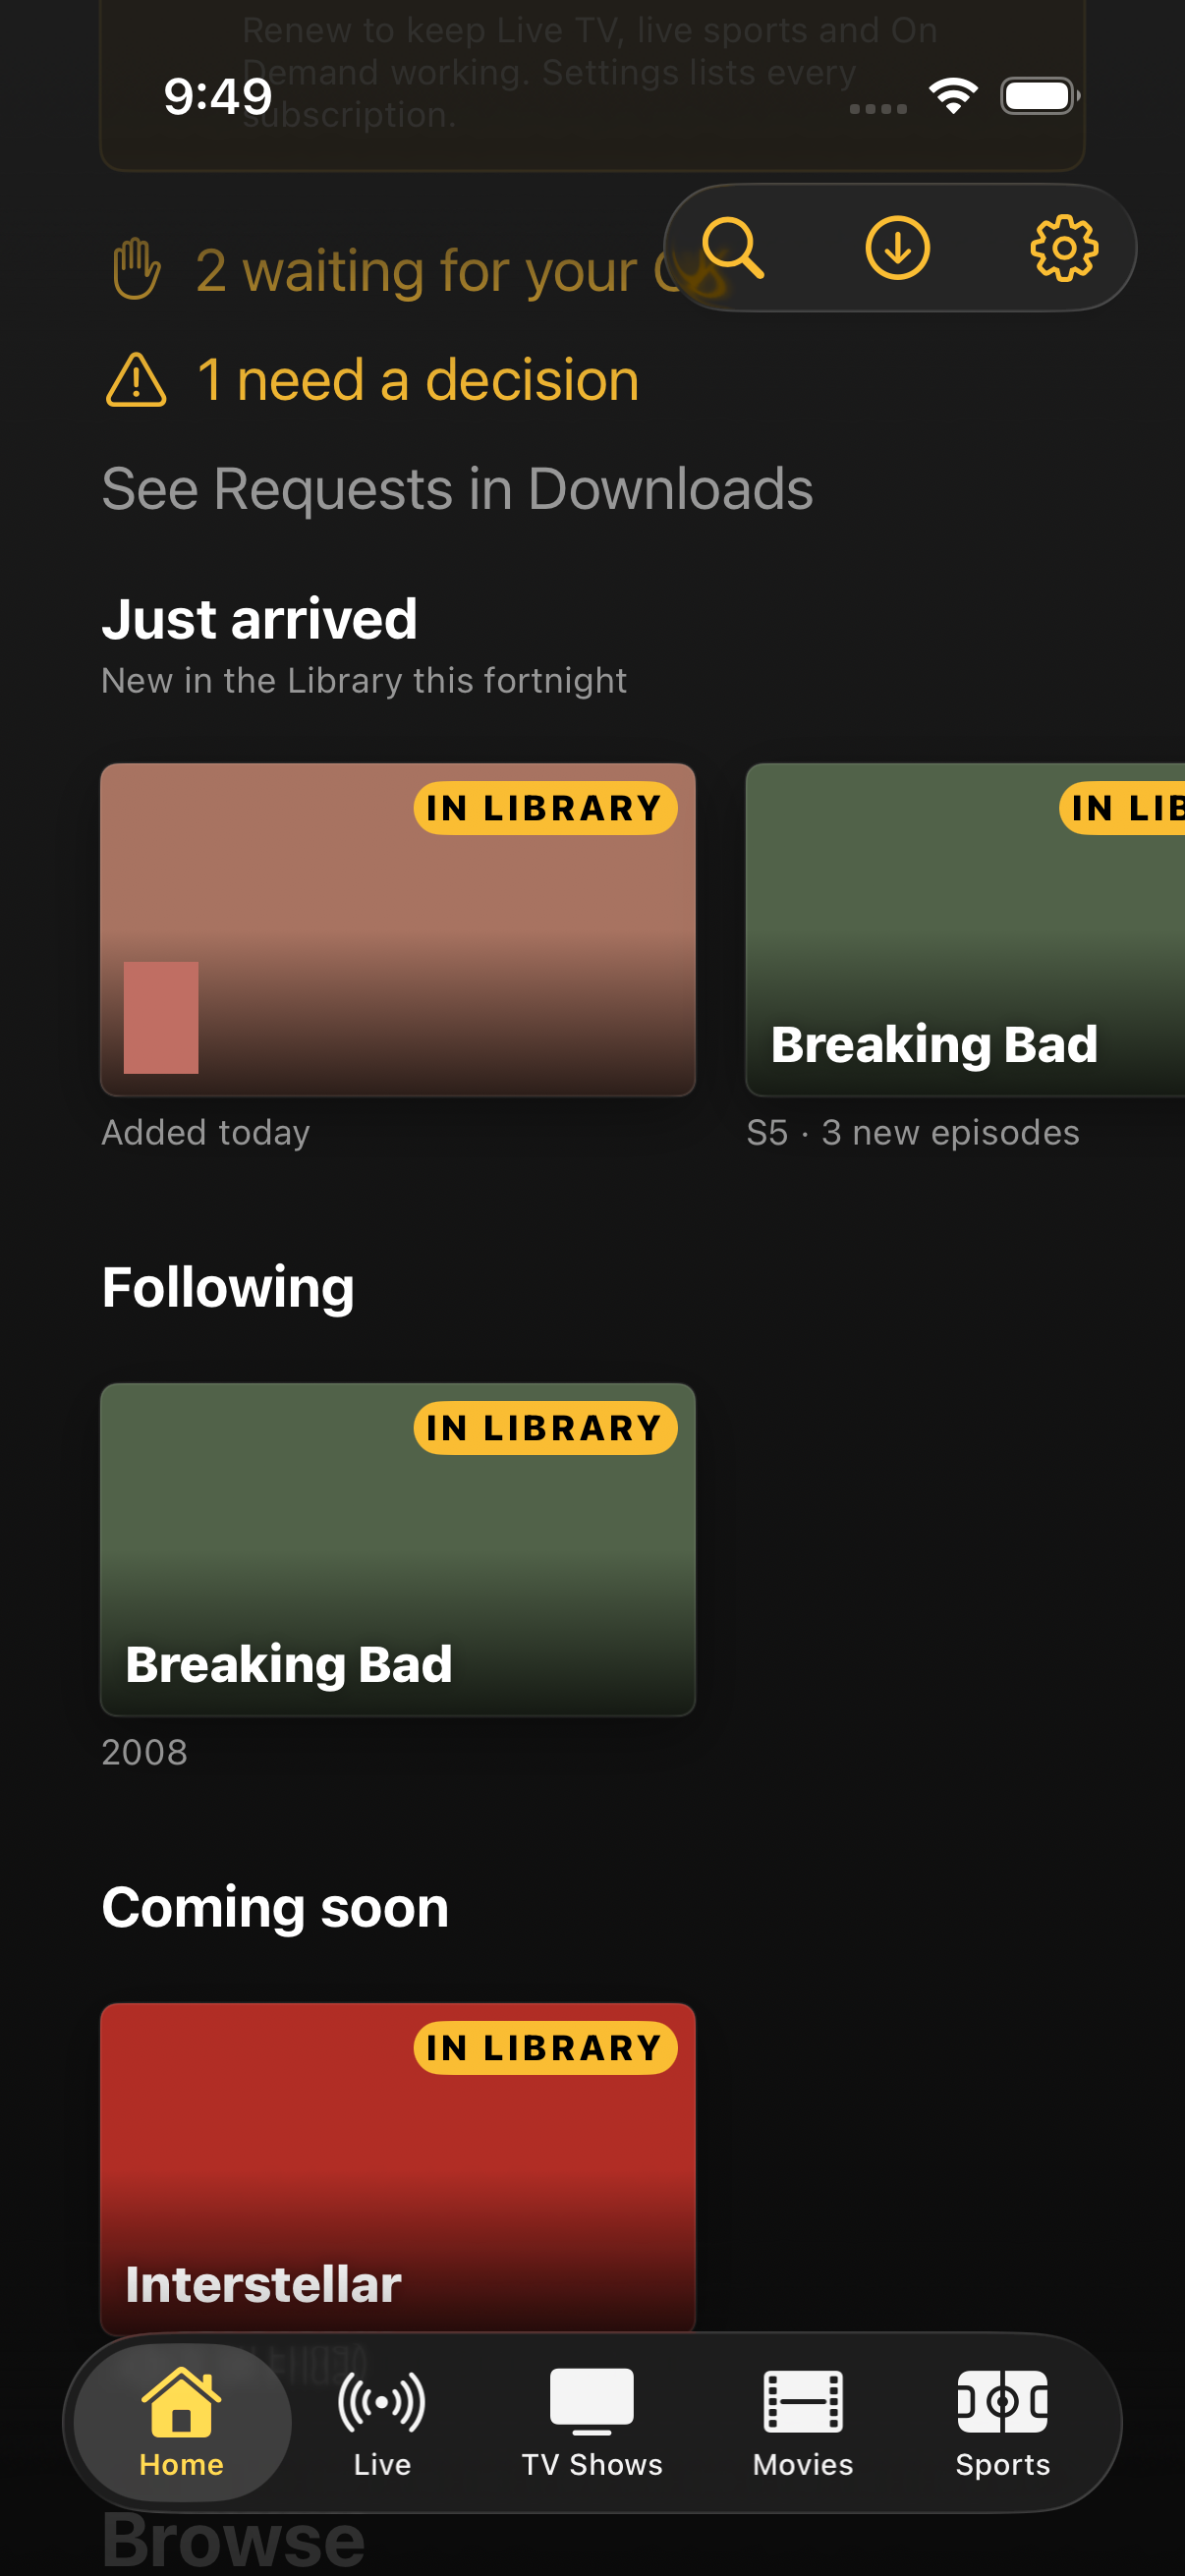 Renew to keep Live TV, live sports and On
Demand working. Settings lists every
subscription.
9:49
2 waiting for your
1 need a decision
See Requests in Downloads
Just arrived
New in the Library this fortnight
IN LIBRARY
IN LIB
Breaking Bad
Added today
S5 · 3 new episodes
Following
IN LIBRARY
Breaking Bad
2008
Coming soon
IN LIBRARY
Interstellar
Home
Live
TV Shows
Movies
Sports
Browse